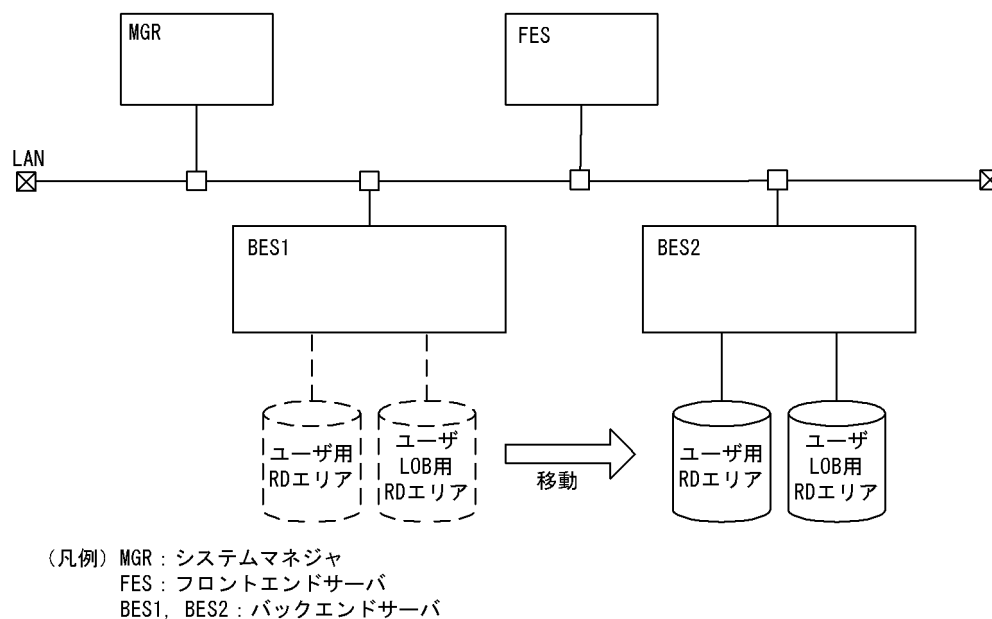 MGR
FES
LAN
BES1
BES2
ユーザ用
RDエリア
ユーザ
LOB用
RDエリア
移動
ユーザ用
RDエリア
ユーザ
LOB用
RDエリア
(凡例) MGR:システムマネジャ
FES:フロントエンドサーバ
BES1, BES2:バックエンドサーバ